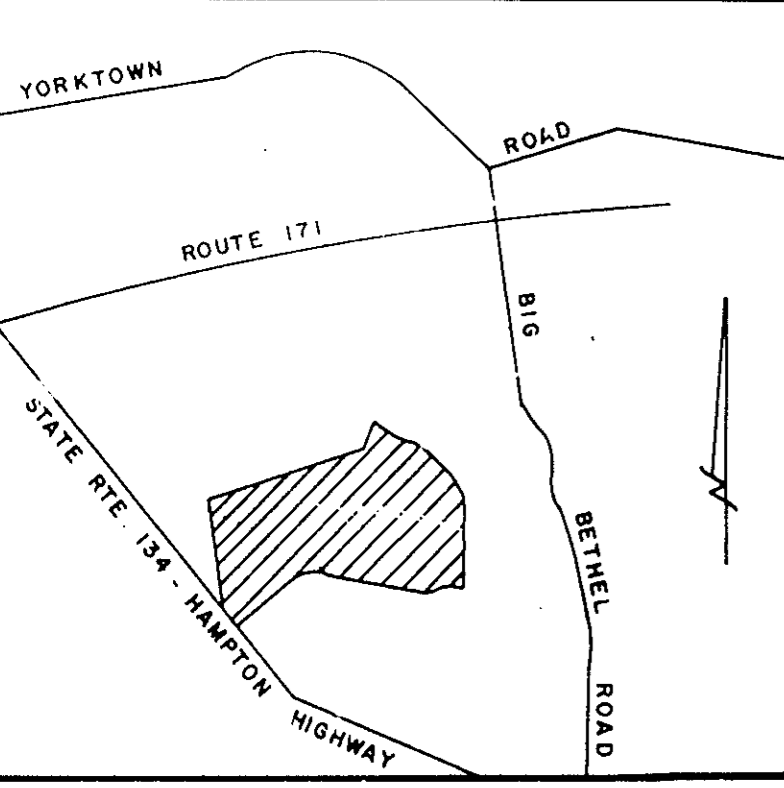 YORKTOWN
ROAD
ROUTE 171
BIG
BETHEL
ROAD
STATE RTE. 134 - HAMPTON
HIGHWAY